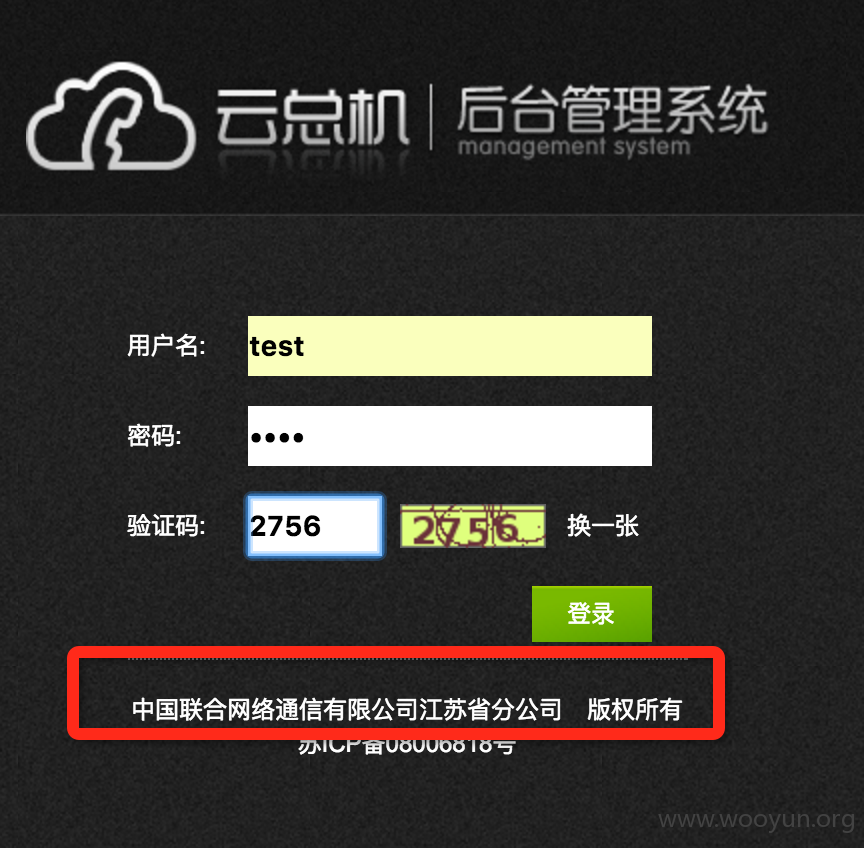 云总机 后台管理系统
management system
用户名: test
密码: ••••
验证码: 2756 2756 换一张
登录
中国联合网络通信有限公司江苏省分公司 版权所有
苏ICP备08006818号
www.wooyun.org